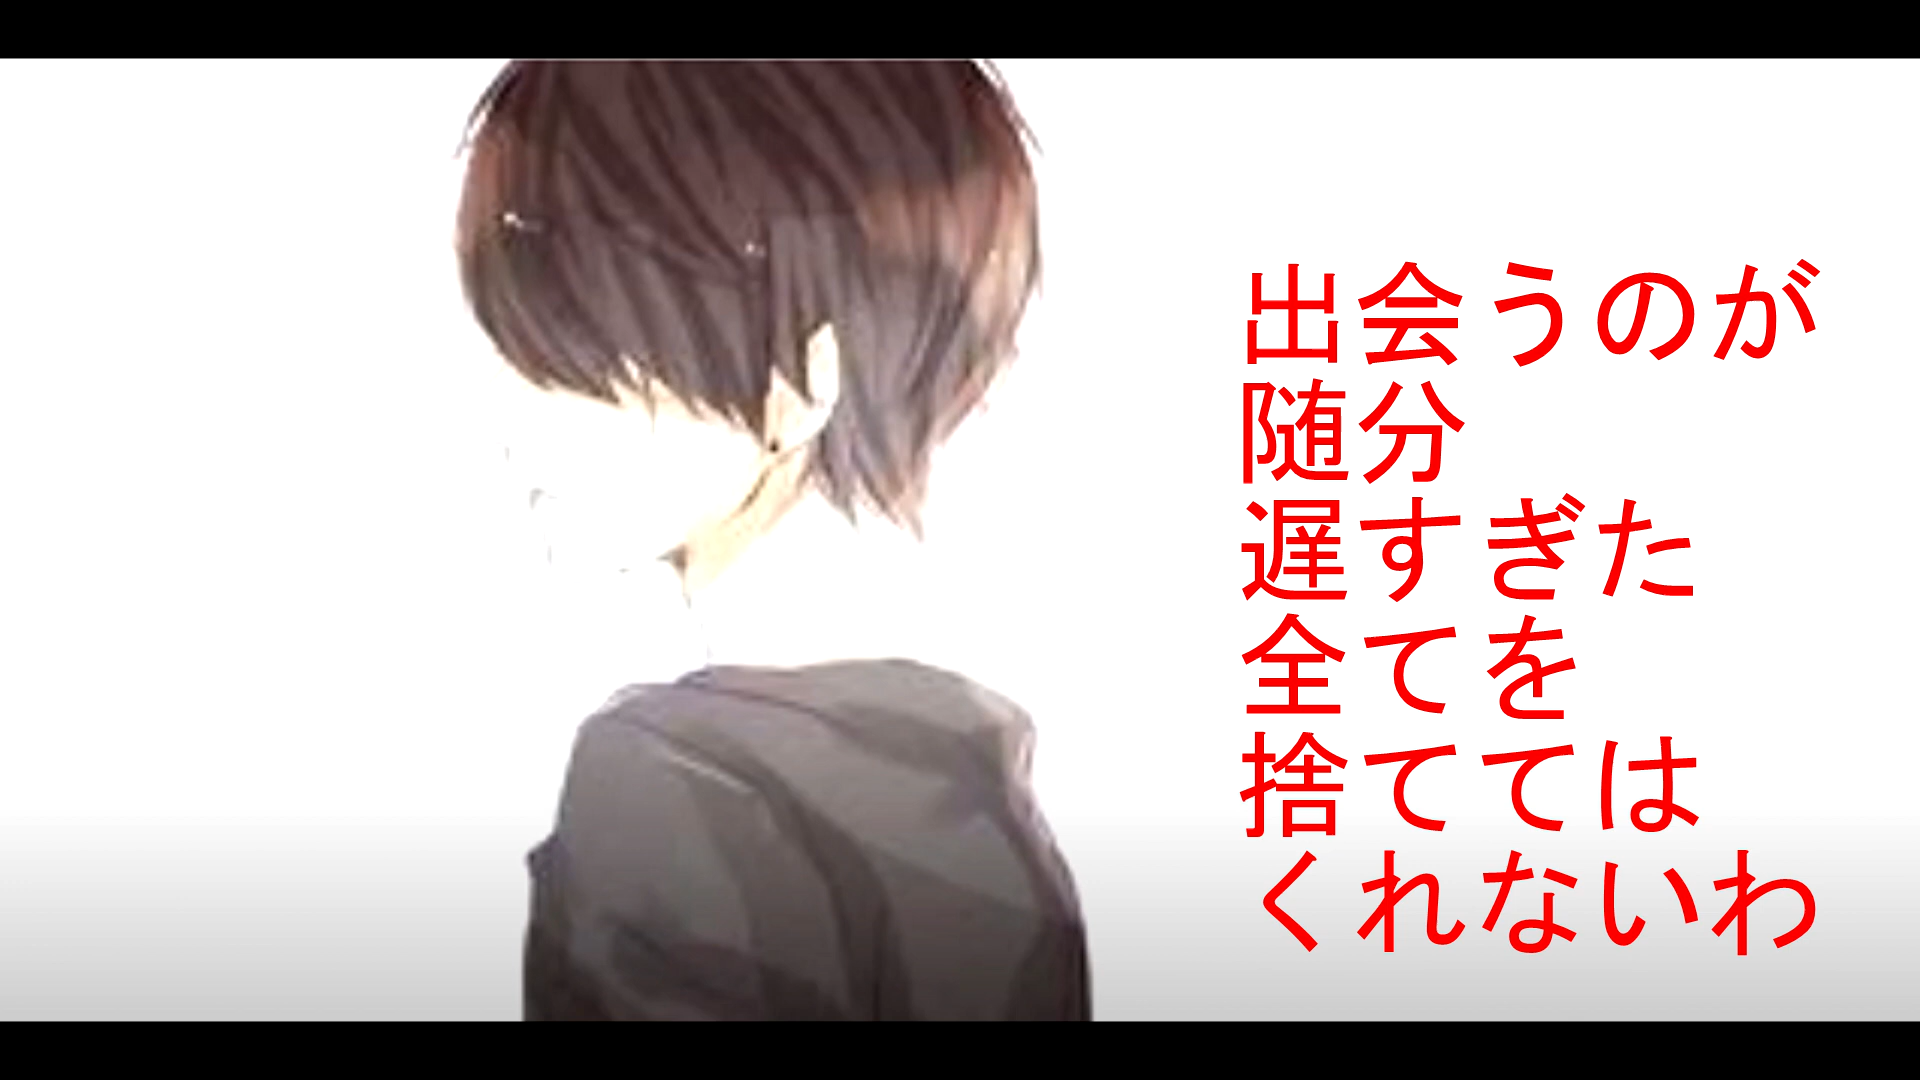 出会うのが
随分
遅すぎた
全てを
捨てては
くれないわ